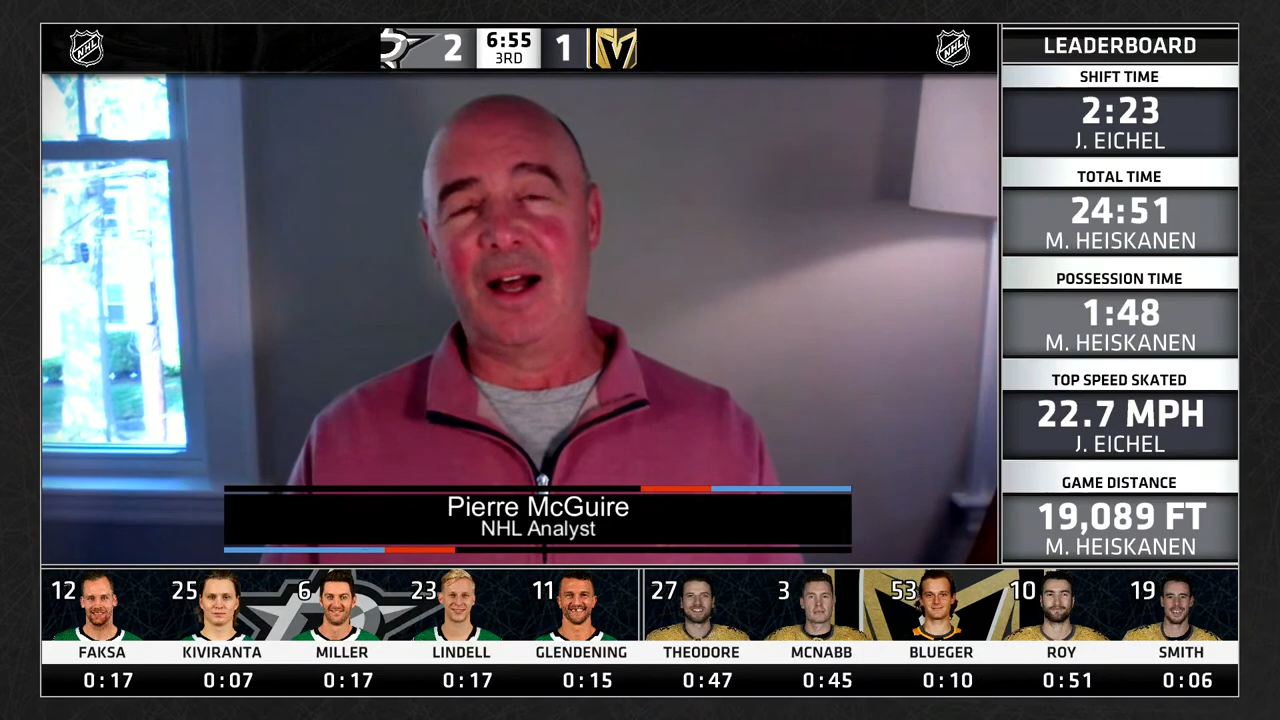 NHL
2
6:55
3RD
1
NHL
LEADERBOARD
SHIFT TIME
2:23
J. EICHEL
TOTAL TIME
24:51
M. HEISKANEN
POSSESSION TIME
1:48
M. HEISKANEN
TOP SPEED SKATED
22.7 MPH
J. EICHEL
GAME DISTANCE
19,089 FT
M. HEISKANEN
Pierre McGuire
NHL Analyst
12 25 6 23 11 27 3 53 10 19
FAKSA KIVIRANTA MILLER LINDELL GLENDENING THEODORE MCNABB BLUEGER ROY SMITH
0:17 0:07 0:17 0:17 0:15 0:47 0:45 0:10 0:51 0:06